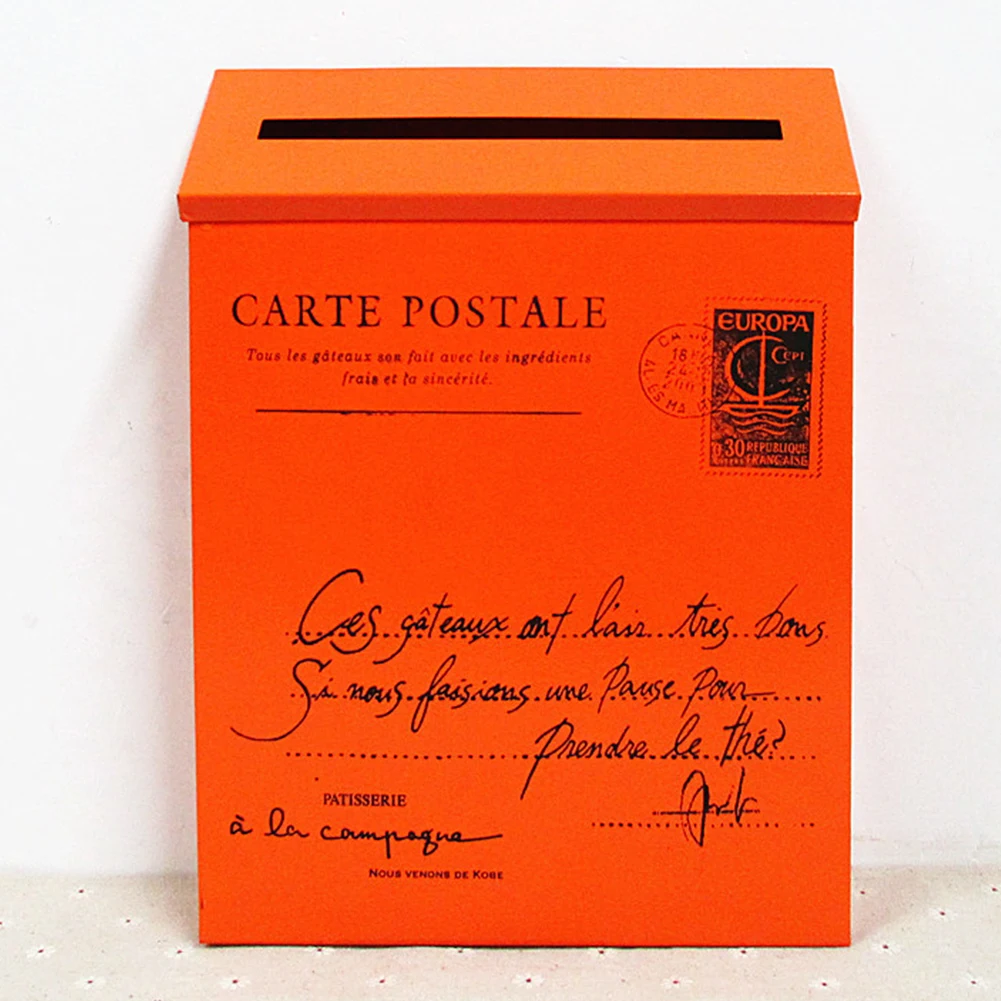 CARTE POSTALE
Tous les gâteaux son fait avec les ingrédients
frais et la sincérité.
EUROPA
CEPT
0,30 REPUBLIQUE
FRANÇAISE
Ces gâteaux ont l'air très bons
Si nous faisions une Pause Pour
Prendre le thé?
PATISSERIE
à la campagne
NOUS VENONS DE KOBE